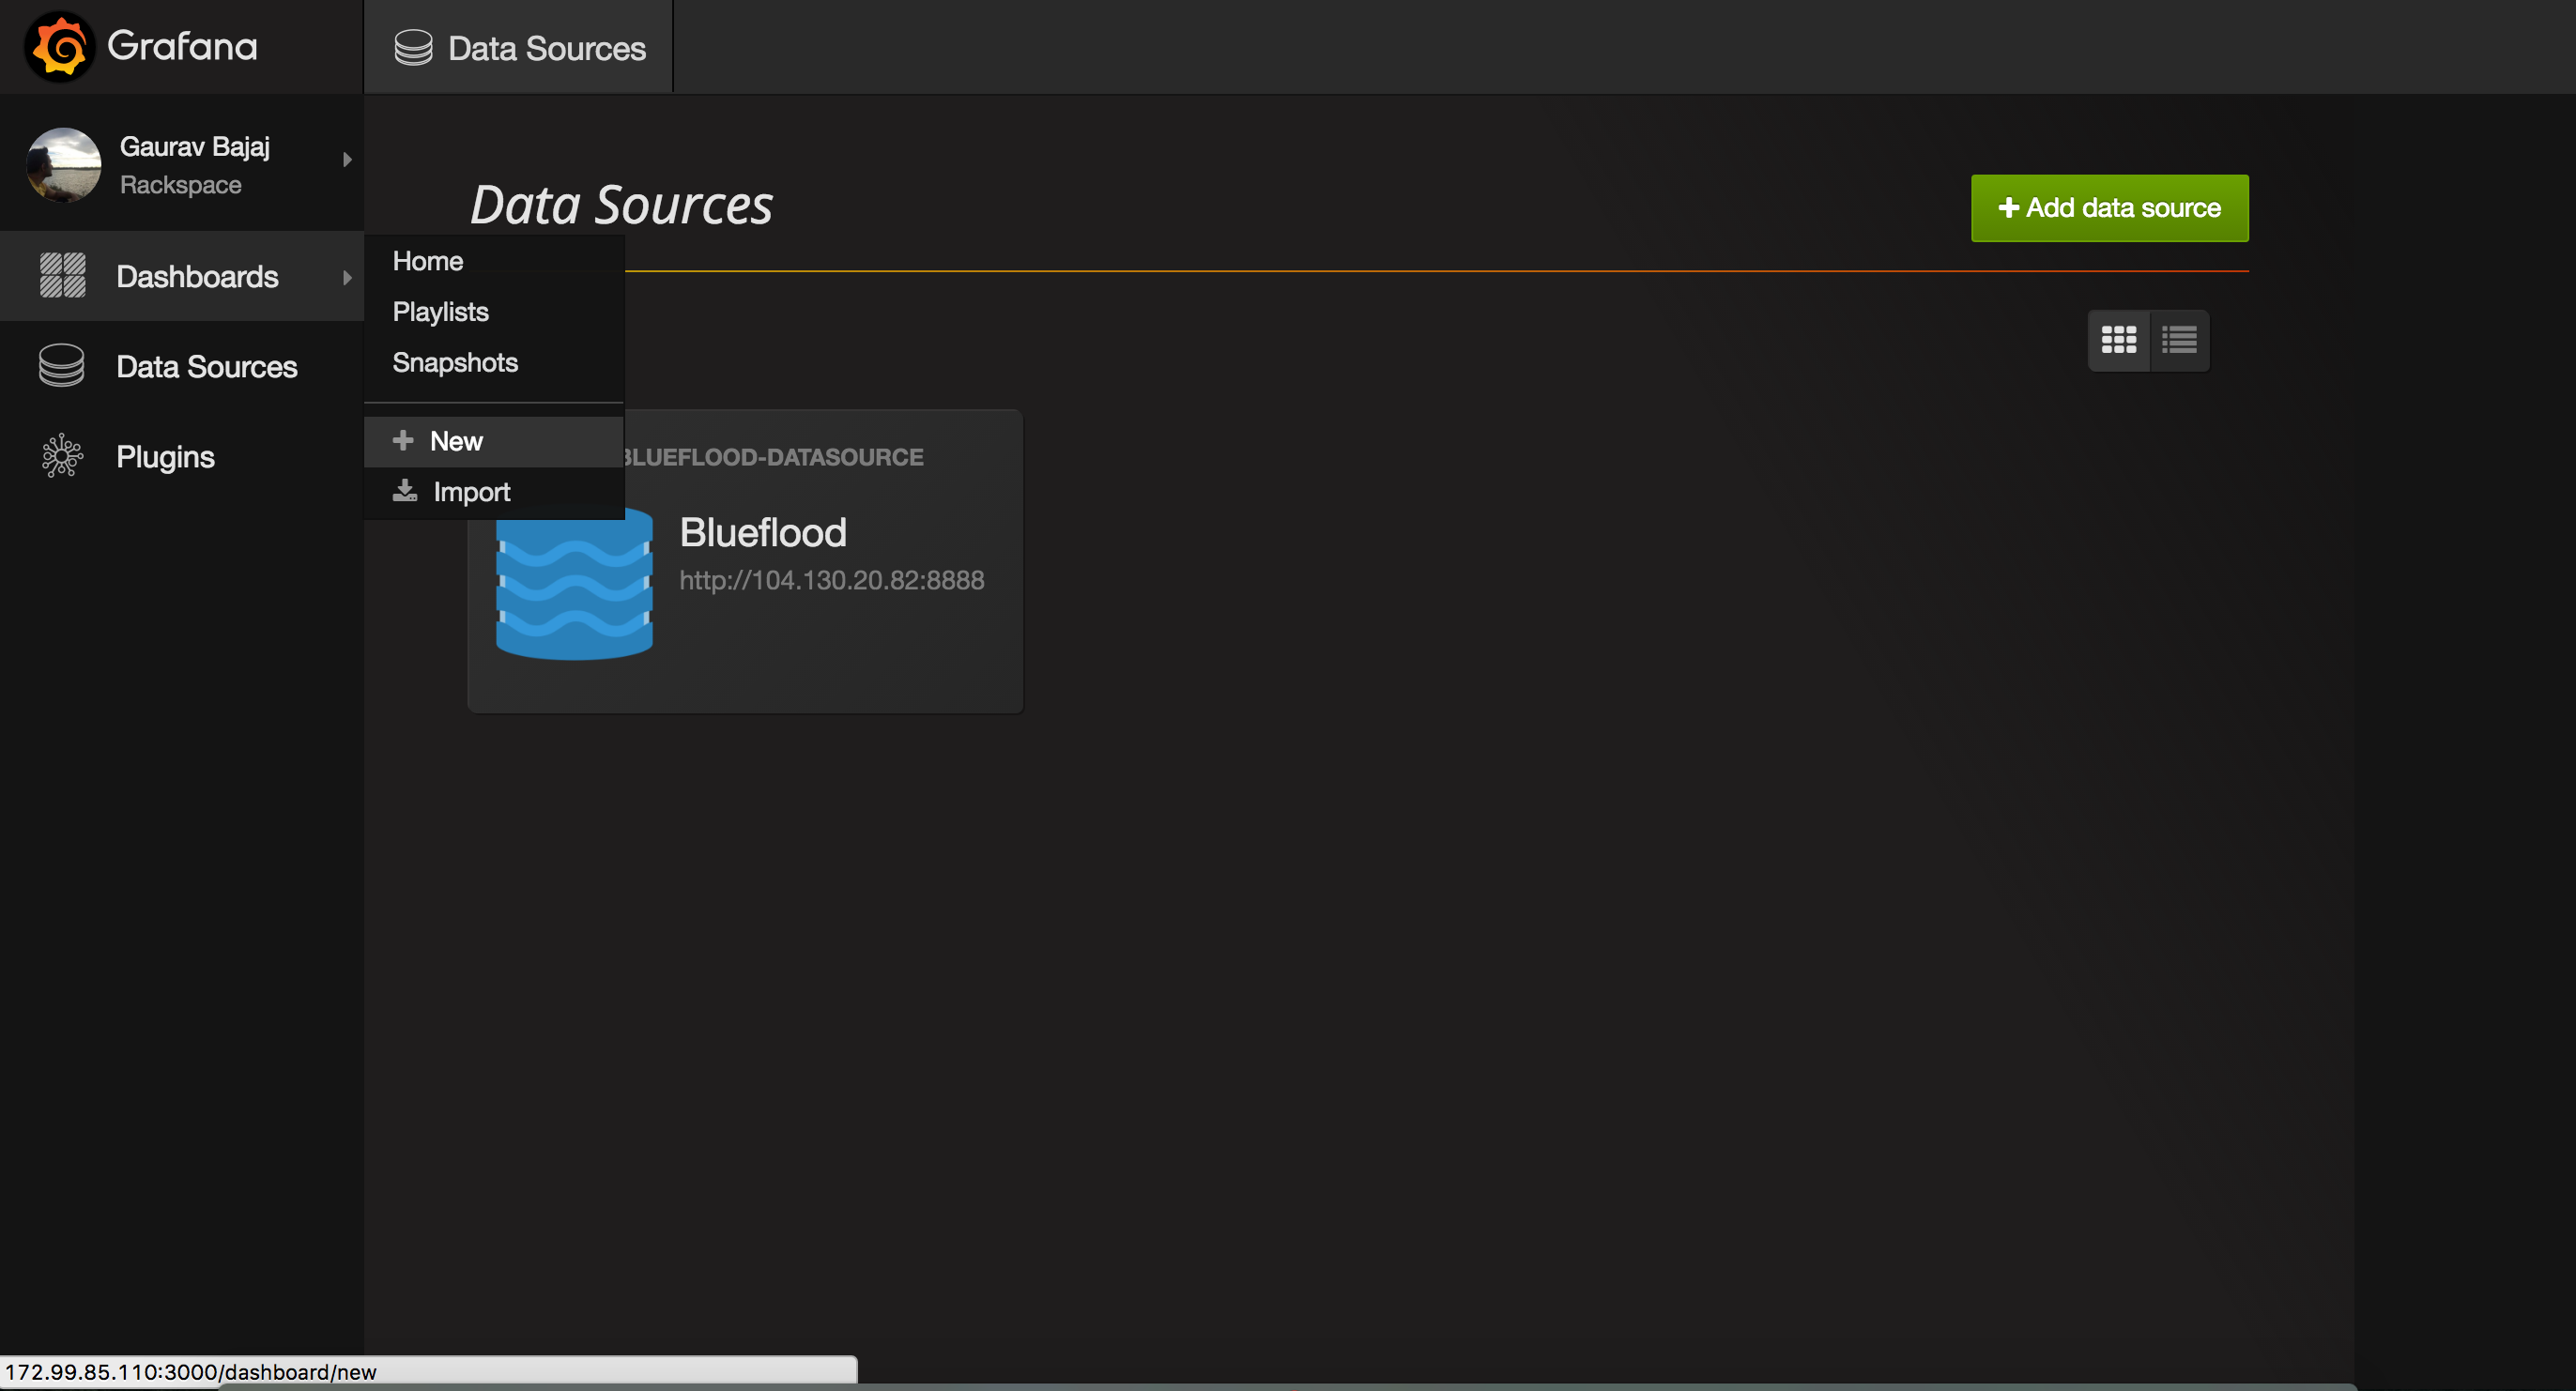 Grafana
Data Sources
Gaurav Bajaj
Rackspace
Dashboards
Data Sources
Plugins
Data Sources
+ Add data source
Home
Playlists
Snapshots
+ New
Import
BLUEFLOOD-DATASOURCE
Blueflood
http://104.130.20.82:8888
172.99.85.110:3000/dashboard/new